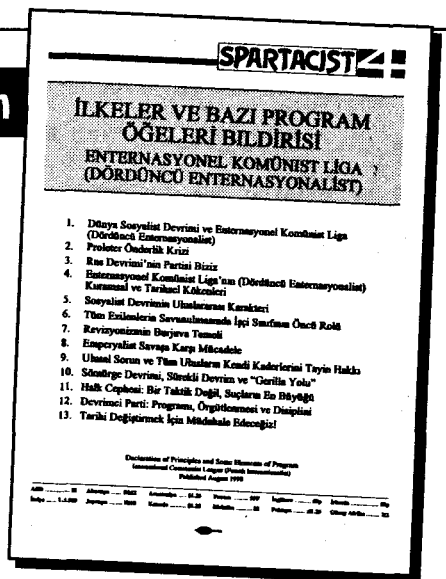 n
SPARTACIST
İLKELER VE BAZI PROGRAM
ÖĞELERİ BİLDİRİSİ
ENTERNASYONEL KOMÜNIST LİGA
(DÖRDÜNCÜ ENTERNASYONALIST)
1. Dünya Sosyalist Devrimi ve Enternasyonel Komünist Liga
(Dördüncü Enternasyonalist)
2. Proleter Önderlik Krizi
3. Rus Devrimi'nin Partisi Biziz
4. Enternasyonel Komünist Liga'nın (Dördüncü Enternasyonalist)
Kuramsal ve Tarihsel Kökenleri
5. Sosyalist Devrimin Uluslararası Karakteri
6. Tüm Ezilenlerin Savunulmasında İşçi Sınıfının Öncü Rolü
7. Revizyonizmin Burjuva Temeli
8. Emperyalist Savaşa Karşı Mücadele
9. Ulusal Sorun ve Tüm Ulusların Kendi Kaderlerini Tayin Hakkı
10. Sömürge Devrimi, Sürekli Devrim ve "Gerilla Yolu"
11. Halk Cephesi: Bir Taktik Değil, Suçların En Büyüğü
12. Devrimci Parti: Programı, Örgütlenmesi ve Disiplini
13. Tarihi Değiştirmek İçin Müdahale Edeceğiz!
Declaration of Principles and Some Elements of Program
International Communist League (Fourth Internationalist)
Published August 1998